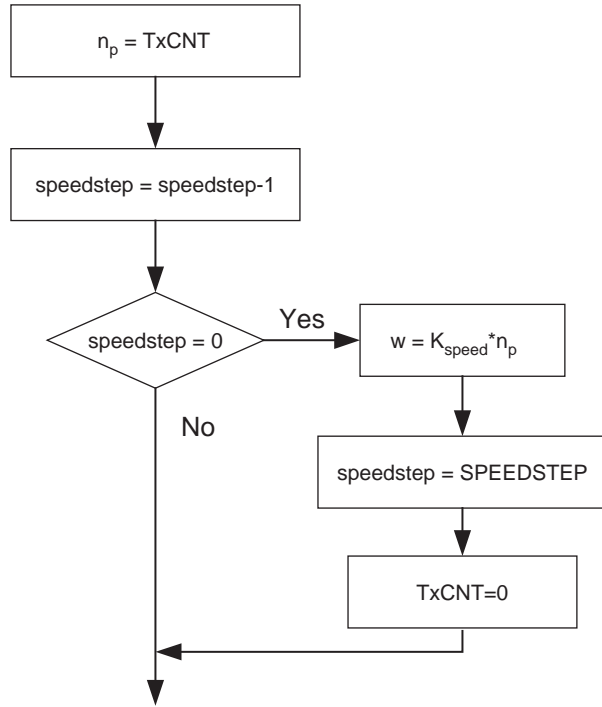 n_p = TxCNT
speedstep = speedstep-1
speedstep = 0
Yes
w = K_speed*n_p
No
speedstep = SPEEDSTEP
TxCNT=0